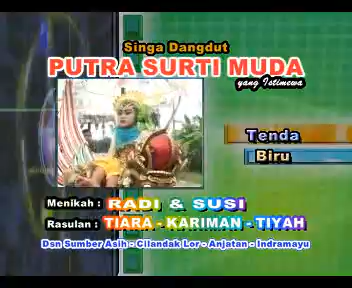 Singa Dangdut
PUTRA SURTI MUDA
yang Istimewa
Tenda
Biru
Menikah : RADI & SUSI
Rasulan : TIARA - KARIMAN - TIYAH
Dsn Sumber Asih - Cilandak Lor - Anjatan - Indramayu